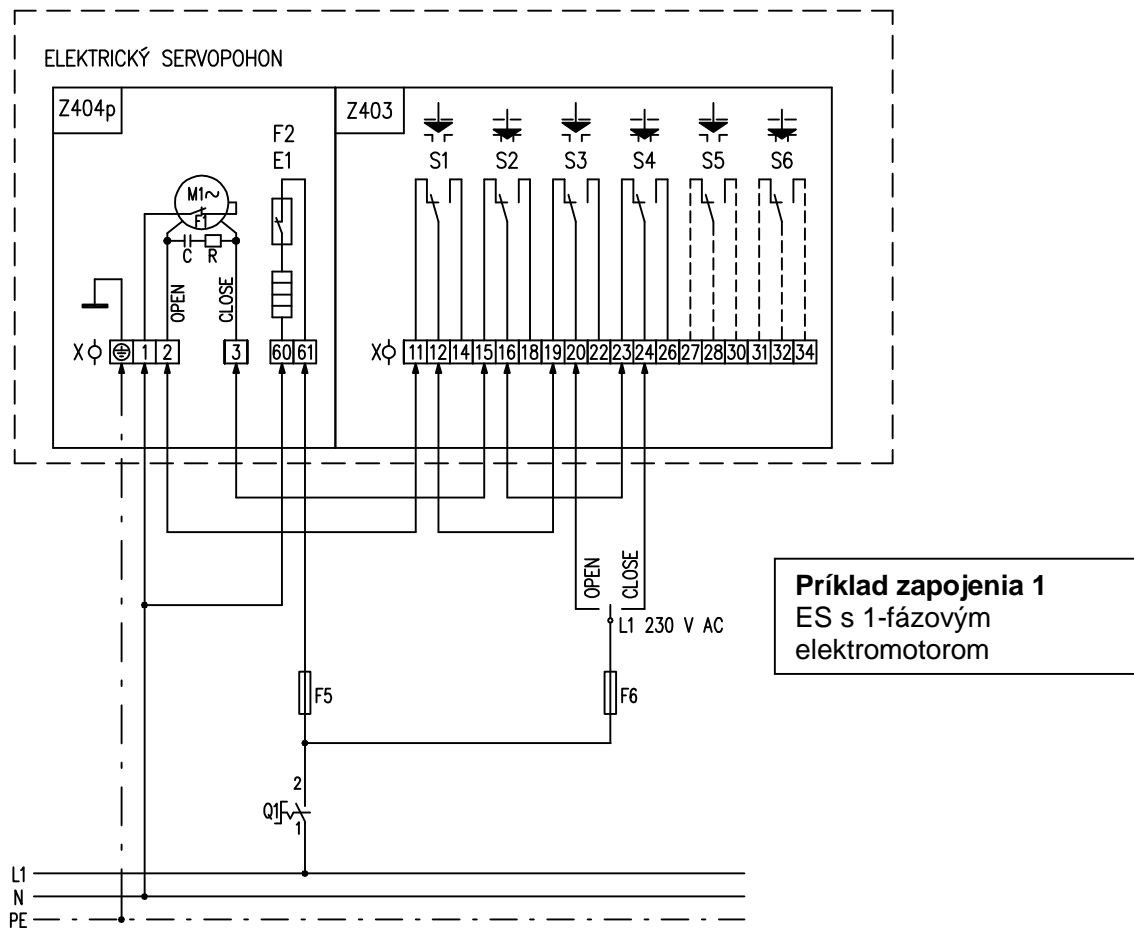 ELEKTRICKÝ SERVOPOHON
Z404p
Z403
F2
E1
S1 S2 S3 S4 S5 S6
M1~
F1
C R
OPEN
CLOSE
X 1 2 3 60 61
X 11 12 14 15 16 18 19 20 22 23 24 26 27 28 30 31 32 34
OPEN
CLOSE
L1 230 V AC
Príklad zapojenia 1
ES s 1-fázovým
elektromotorom
F5
F6
2
Q1
1
L1
N
PE